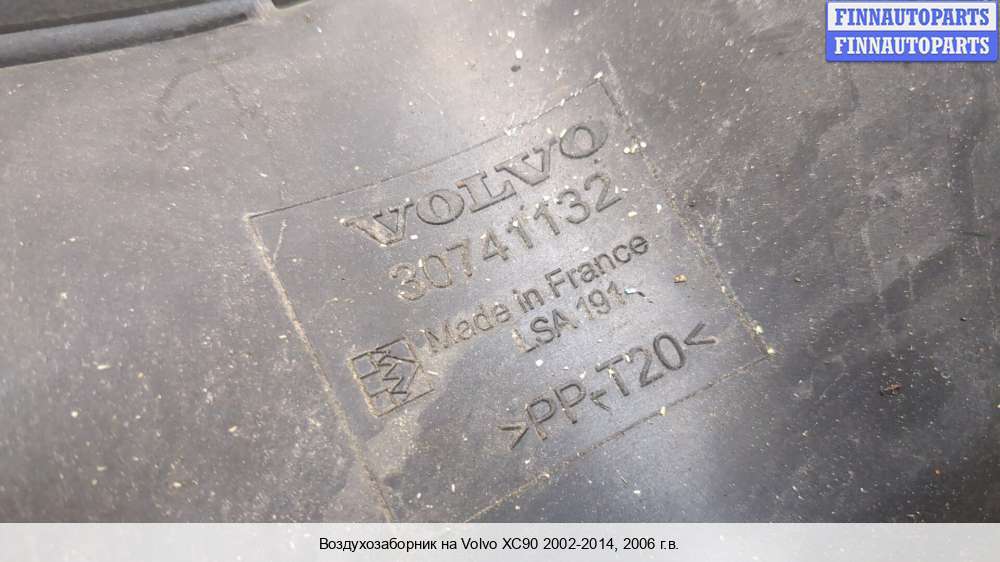 FINNAUTOPARTS
FINNAUTOPARTS
VOLVO
30741132
Made in France
LSA 191
>PP-T20<
Воздухозаборник на Volvo XC90 2002-2014, 2006 г.в.